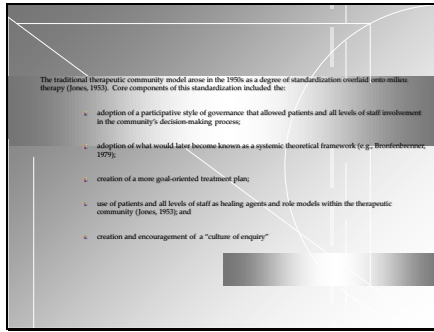 The traditional therapeutic community model arose in the 1950s as a degree of standardization overlaid onto milieu
therapy (Jones, 1953).  Core components of this standardization included the:
adoption of a participative style of governance that allowed patients and all levels of staff involvement
in the community's decision-making process;
adoption of what would later become known as a systemic theoretical framework (e.g., Bronfenbrenner,
1979);
creation of a more goal-oriented treatment plan;
use of patients and all levels of staff as healing agents and role models within the therapeutic
community (Jones, 1953); and
creation and encouragement of a "culture of enquiry"